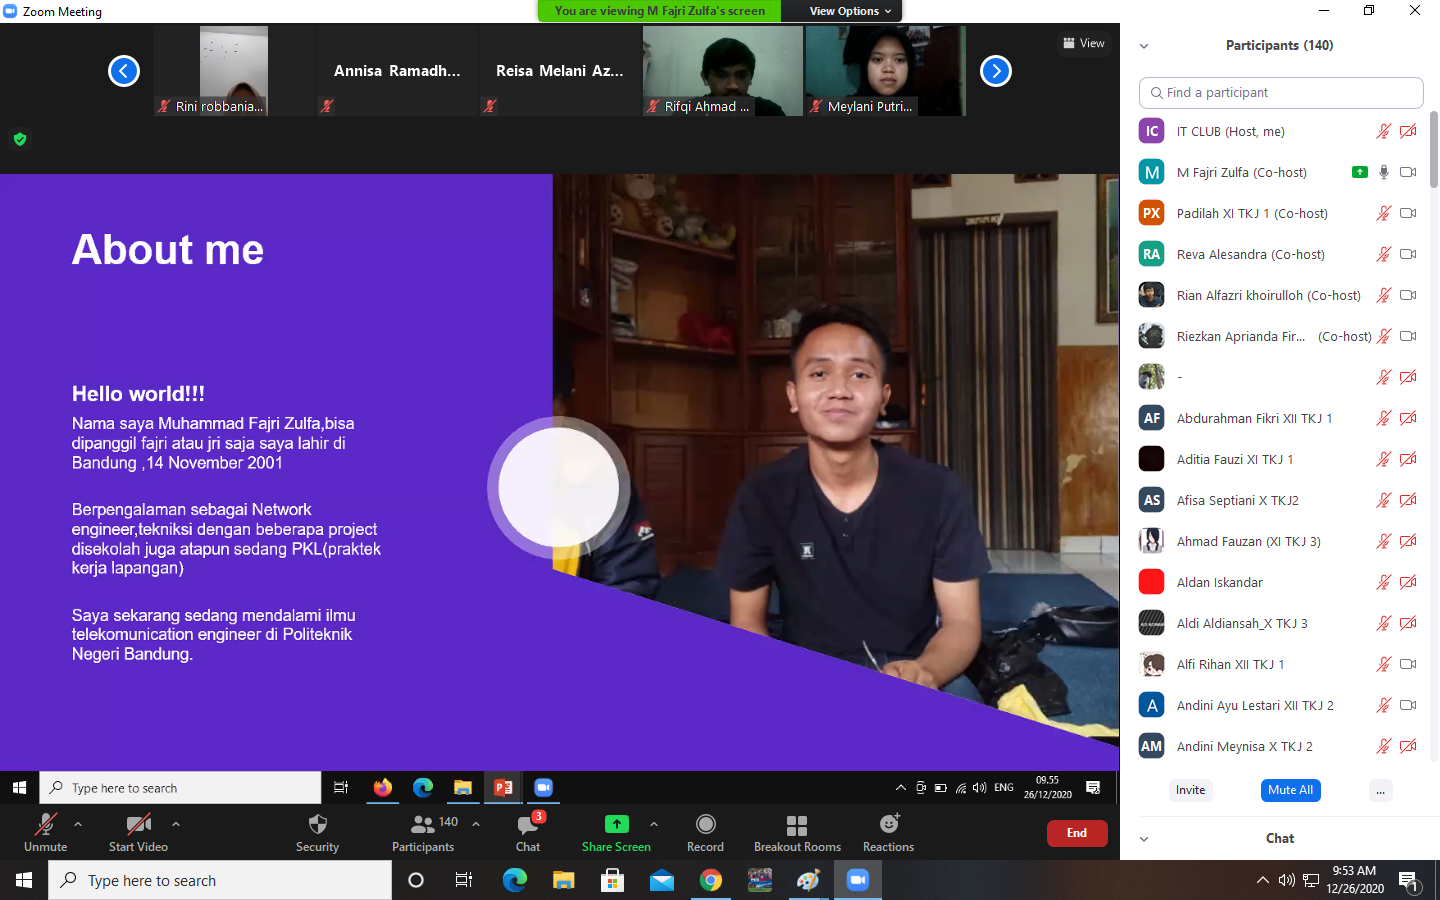 Zoom Meeting
You are viewing M Fajri Zulfa's screen
View Options
View
Rini robbania...
Annisa Ramadh...
Reisa Melani Az...
Rifqi Ahmad ...
Meylani Putri...
About me
Hello world!!!
Nama saya Muhammad Fajri Zulfa,bisa
dipanggil fajri atau jri saja saya lahir di
Bandung ,14 November 2001
Berpengalaman sebagai Network
engineer,tekniksi dengan beberapa project
disekolah juga atapun sedang PKL(praktek
kerja lapangan)
Saya sekarang sedang mendalami ilmu
telekomunication engineer di Politeknik
Negeri Bandung.
Type here to search
ENG
09.55
26/12/2020
Participants (140)
Find a participant
IC IT CLUB (Host, me)
M M Fajri Zulfa (Co-host)
PX Padilah XI TKJ 1 (Co-host)
RA Reva Alesandra (Co-host)
Rian Alfazri khoirulloh (Co-host)
Riezkan Aprianda Fir... (Co-host)
-
AF Abdurahman Fikri XII TKJ 1
Aditia Fauzi XI TKJ 1
AS Afisa Septiani X TKJ2
Ahmad Fauzan (XI TKJ 3)
Aldan Iskandar
Aldi Aldiansah_X TKJ 3
Alfi Rihan XII TKJ 1
A Andini Ayu Lestari XII TKJ 2
AM Andini Meynisa X TKJ 2
Invite
Mute All
...
Chat
Unmute
Start Video
Security
140
Participants
3
Chat
Share Screen
Record
Breakout Rooms
Reactions
End
Type here to search
9:53 AM
12/26/2020
1